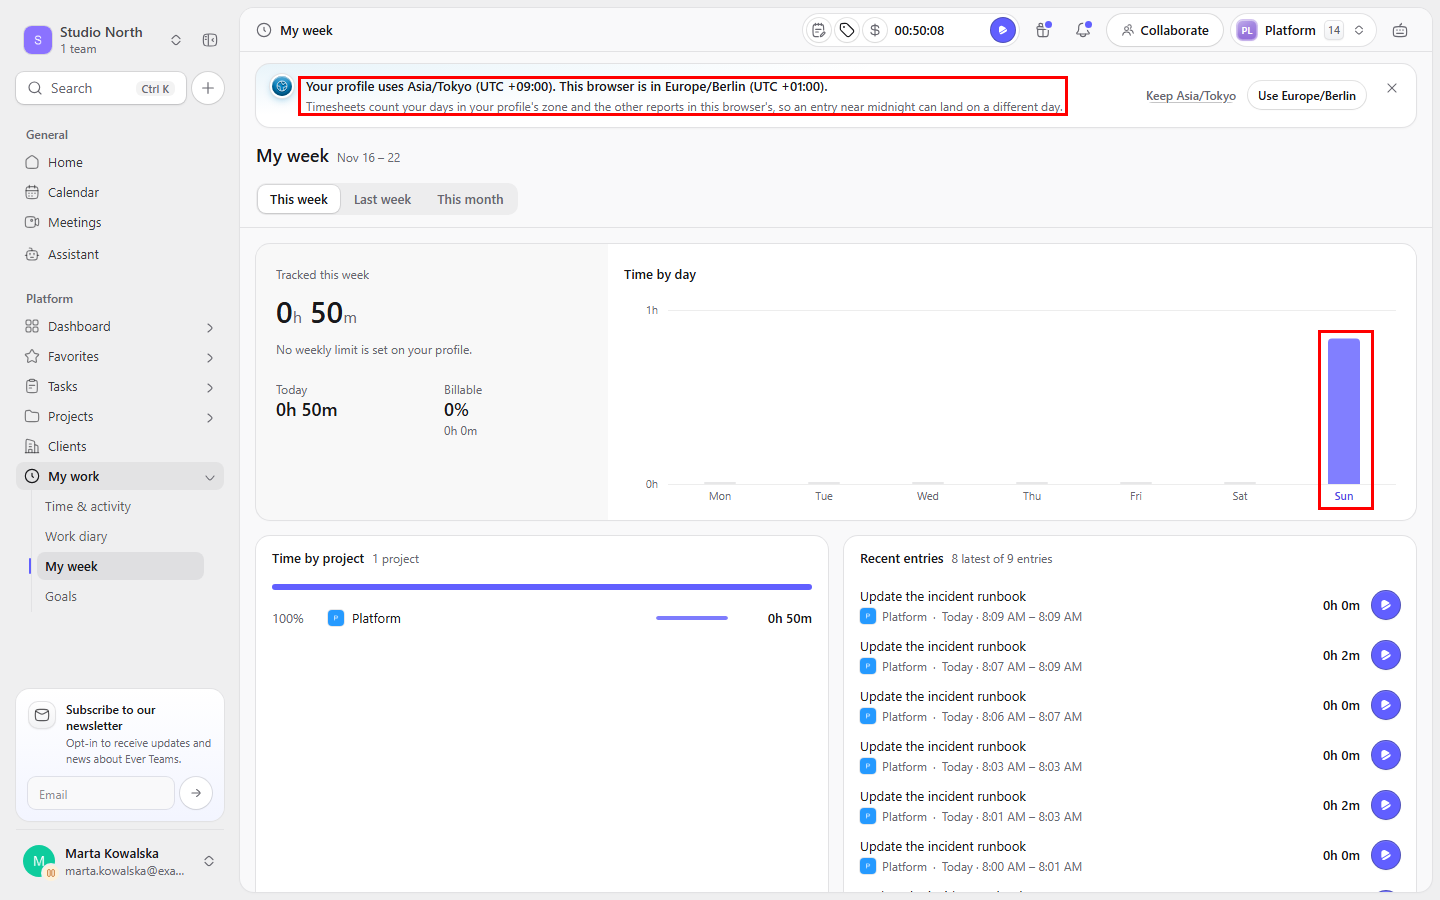 S
Studio North
1 team
Search
Ctrl K
General
Home
Calendar
Meetings
Assistant
Platform
Dashboard
Favorites
Tasks
Projects
Clients
My work
Time & activity
Work diary
My week
Goals
Subscribe to our
newsletter
Opt-in to receive updates and
news about Ever Teams.
Email
M
Marta Kowalska
marta.kowalska@exa...
My week
$
00:50:08
Collaborate
PL
Platform
14
Your profile uses Asia/Tokyo (UTC +09:00). This browser is in Europe/Berlin (UTC +01:00).
Timesheets count your days in your profile's zone and the other reports in this browser's, so an entry near midnight can land on a different day.
Keep Asia/Tokyo
Use Europe/Berlin
My week Nov 16 – 22
This week
Last week
This month
Tracked this week
0h 50m
No weekly limit is set on your profile.
Today
0h 50m
Billable
0%
0h 0m
Time by day
1h
0h
Mon Tue Wed Thu Fri Sat Sun
Time by project 1 project
100% P Platform 0h 50m
Recent entries 8 latest of 9 entries
Update the incident runbook
P Platform · Today · 8:09 AM – 8:09 AM
0h 0m
Update the incident runbook
P Platform · Today · 8:07 AM – 8:09 AM
0h 2m
Update the incident runbook
P Platform · Today · 8:06 AM – 8:07 AM
0h 0m
Update the incident runbook
P Platform · Today · 8:03 AM – 8:03 AM
0h 0m
Update the incident runbook
P Platform · Today · 8:01 AM – 8:03 AM
0h 2m
Update the incident runbook
P Platform · Today · 8:00 AM – 8:01 AM
0h 0m